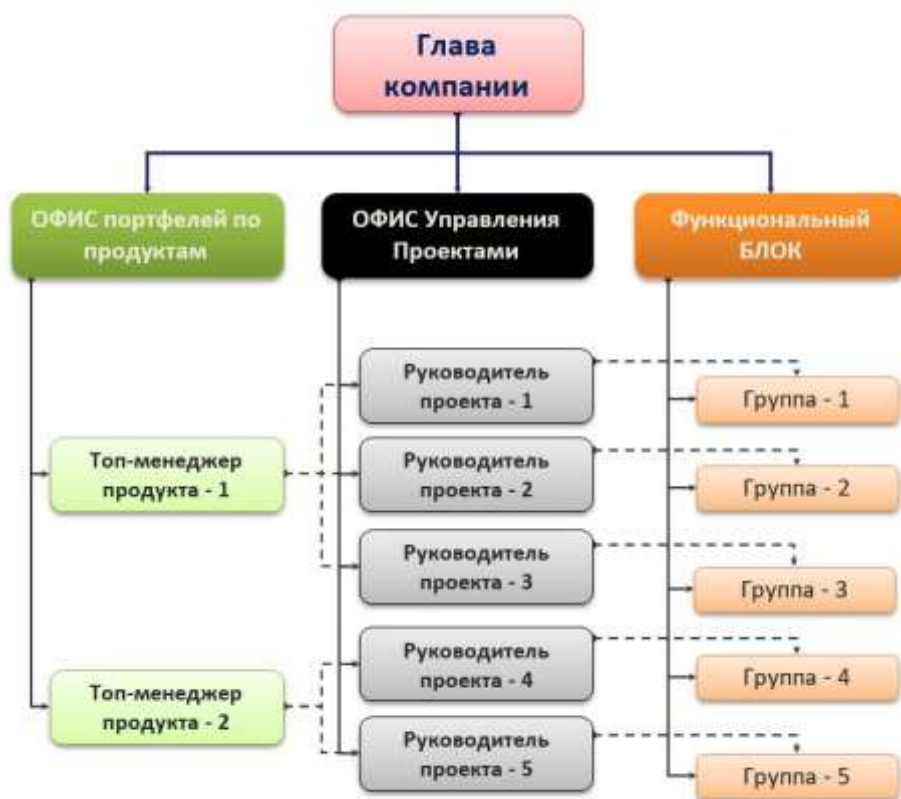 Глава
компании
ОФИС портфелей по
продуктам
ОФИС Управления
Проектами
Функциональный
БЛОК
Руководитель
проекта - 1
Группа - 1
Топ-менеджер
продукта - 1
Руководитель
проекта - 2
Группа - 2
Руководитель
проекта - 3
Группа - 3
Руководитель
проекта - 4
Группа - 4
Топ-менеджер
продукта - 2
Руководитель
проекта - 5
Группа - 5